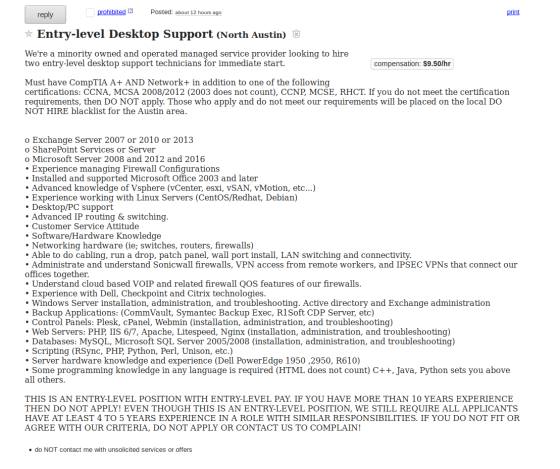 reply
prohibited
Posted: about 12 hours ago
print
Entry-level Desktop Support (North Austin)
We're a minority owned and operated managed service provider looking to hire
two entry-level desktop support technicians for immediate start.
compensation: $9.50/hr
Must have CompTIA A+ AND Network+ in addition to one of the following
certifications: CCNA, MCSA 2008/2012 (2003 does not count), CCNP, MCSE, RHCT. If you do not meet the certification
requirements, then DO NOT apply. Those who apply and do not meet our requirements will be placed on the local DO
NOT HIRE blacklist for the Austin area.
o Exchange Server 2007 or 2010 or 2013
o SharePoint Services or Server
o Microsoft Server 2008 and 2012 and 2016
• Experience managing Firewall Configurations
• Installed and supported Microsoft Office 2003 and later
• Advanced knowledge of Vsphere (vCenter, esxi, vSAN, vMotion, etc...)
• Experience working with Linux Servers (CentOS/Redhat, Debian)
• Desktop/PC support
• Advanced IP routing & switching.
• Customer Service Attitude
• Software/Hardware Knowledge
• Networking hardware (ie; switches, routers, firewalls)
• Able to do cabling, run a drop, patch panel, wall port install, LAN switching and connectivity.
• Administrate and understand Sonicwall firewalls, VPN access from remote workers, and IPSEC VPNs that connect our
offices together.
• Understand cloud based VOIP and related firewall QOS features of our firewalls.
• Experience with Dell, Checkpoint and Citrix technologies.
• Windows Server installation, administration, and troubleshooting. Active directory and Exchange administration
• Backup Applications: (CommVault, Symantec Backup Exec, R1Soft CDP Server, etc)
• Control Panels: Plesk, cPanel, Webmin (installation, administration, and troubleshooting)
• Web Servers: PHP, IIS 6/7, Apache, Litespeed, Nginx (installation, administration, and troubleshooting)
• Databases: MySQL, Microsoft SQL Server 2005/2008 (installation, administration, and troubleshooting)
• Scripting (RSync, PHP, Python, Perl, Unison, etc.)
• Server hardware knowledge and experience (Dell PowerEdge 1950 ,2950, R610)
• Some programming knowledge in any language is required (HTML does not count) C++, Java, Python sets you above
all others.
THIS IS AN ENTRY-LEVEL POSITION WITH ENTRY-LEVEL PAY. IF YOU HAVE MORE THAN 10 YEARS EXPERIENCE
THEN DO NOT APPLY! EVEN THOUGH THIS IS AN ENTRY-LEVEL POSITION, WE STILL REQUIRE ALL APPLICANTS
HAVE AT LEAST 4 TO 5 YEARS EXPERIENCE IN A ROLE WITH SIMILAR RESPONSIBILITIES. IF YOU DO NOT FIT OR
AGREE WITH OUR CRITERIA, DO NOT APPLY OR CONTACT US TO COMPLAIN!
• do NOT contact me with unsolicited services or offers